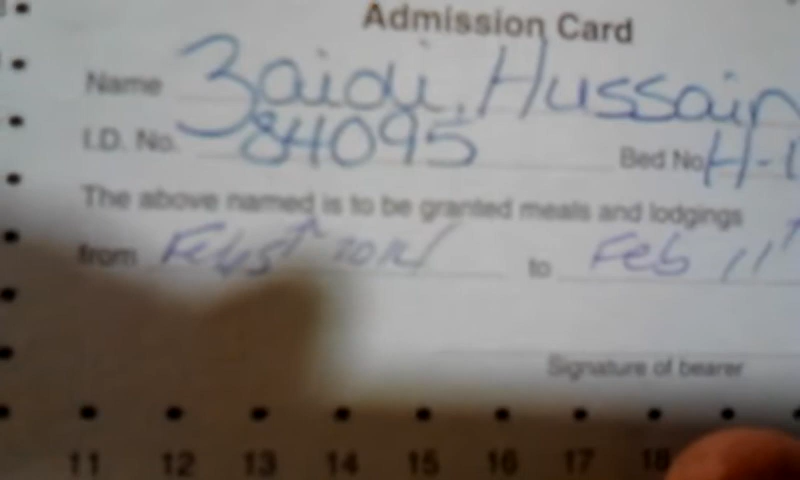 Admission Card
Name Zaidi, Hussain
I.D. No. 84095 Bed No. H-1
The above named is to be granted meals and lodgings
from Feb 5th to Feb 11
Signature of bearer
11 12 13 14 15 16 17 18